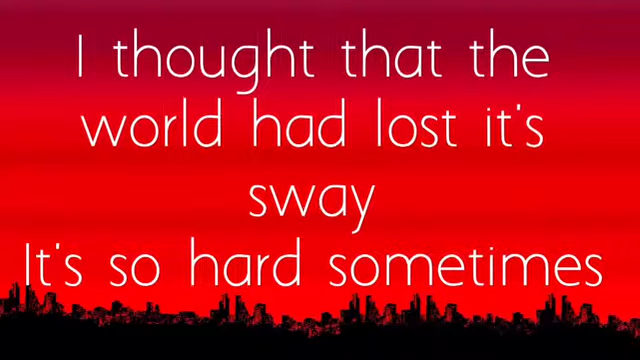 I thought that the
world had lost it's
sway
It's so hard sometimes